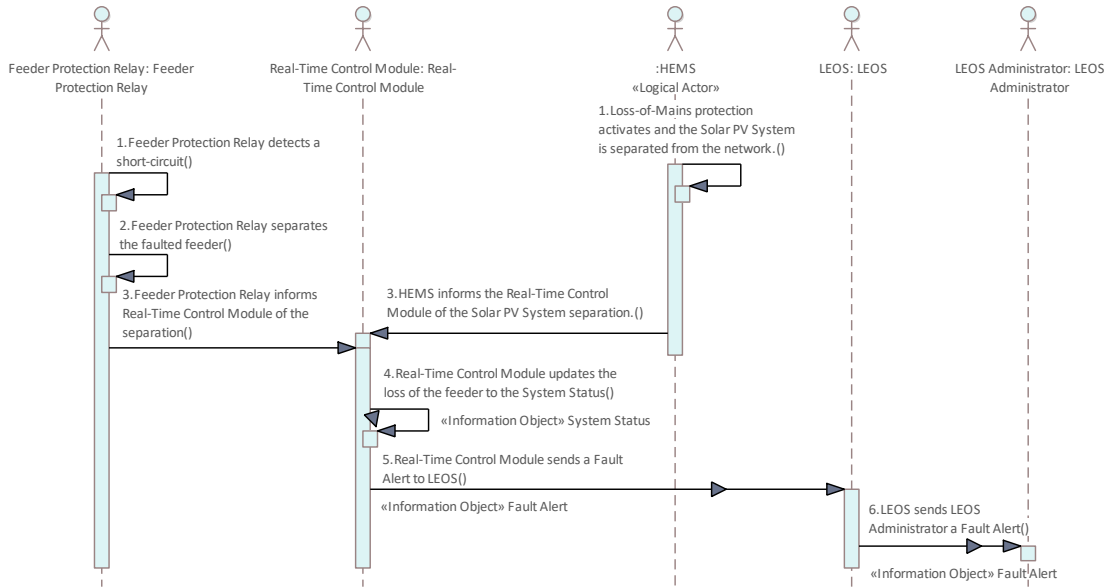 Feeder Protection Relay: Feeder
Protection Relay
Real-Time Control Module: Real-
Time Control Module
:HEMS
«Logical Actor»
LEOS: LEOS
LEOS Administrator: LEOS
Administrator
1.Loss-of-Mains protection
activates and the Solar PV System
is separated from the network.()
1.Feeder Protection Relay detects a
short-circuit()
2.Feeder Protection Relay separates
the faulted feeder()
3.Feeder Protection Relay informs
Real-Time Control Module of the
separation()
3.HEMS informs the Real-Time Control
Module of the Solar PV System separation.()
4.Real-Time Control Module updates the
loss of the feeder to the System Status()
«Information Object» System Status
5.Real-Time Control Module sends a Fault
Alert to LEOS()
«Information Object» Fault Alert
6.LEOS sends LEOS
Administrator a Fault Alert()
«Information Object» Fault Alert